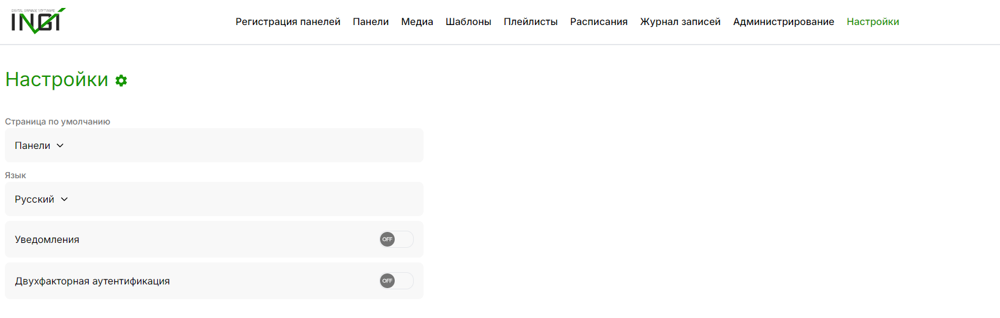 DIGITAL SIGNAGE SOFTWARE
INGI
Регистрация панелей Панели Медиа Шаблоны Плейлисты Расписания Журнал записей Администрирование Настройки
Настройки
Страница по умолчанию
Панели
Язык
Русский
Уведомления OFF
Двухфакторная аутентификация OFF